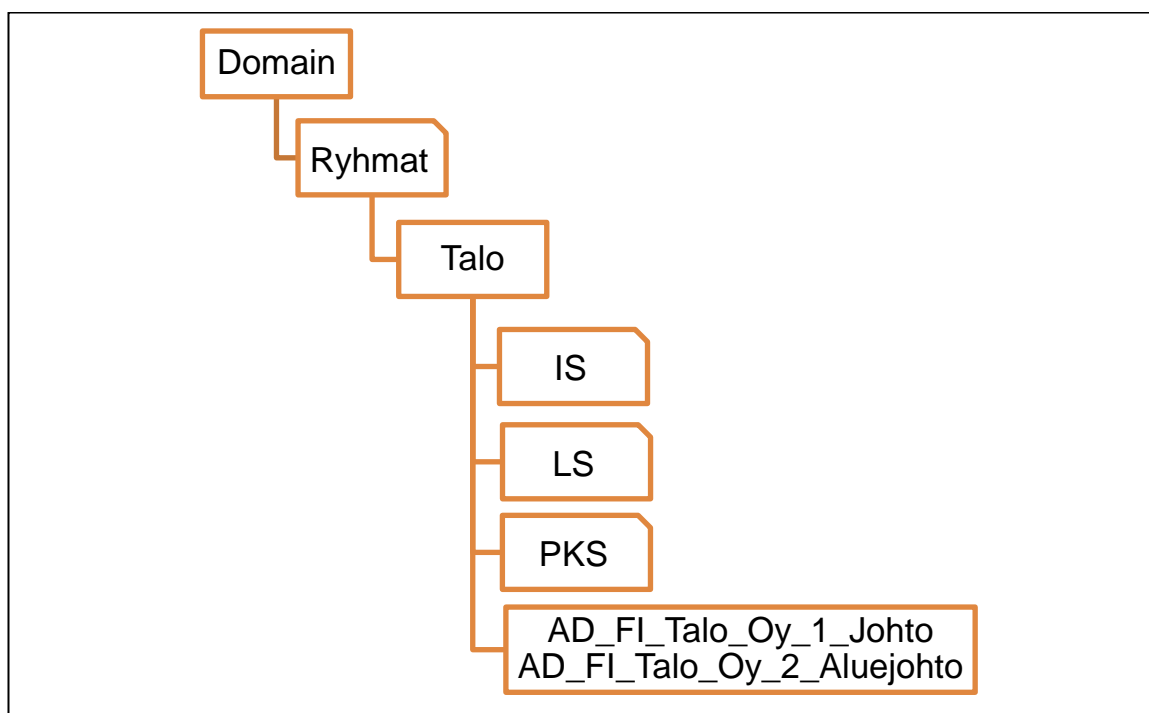 Domain
Ryhmat
Talo
IS
LS
PKS
AD_FI_Talo_Oy_1_Johto
AD_FI_Talo_Oy_2_Aluejohto